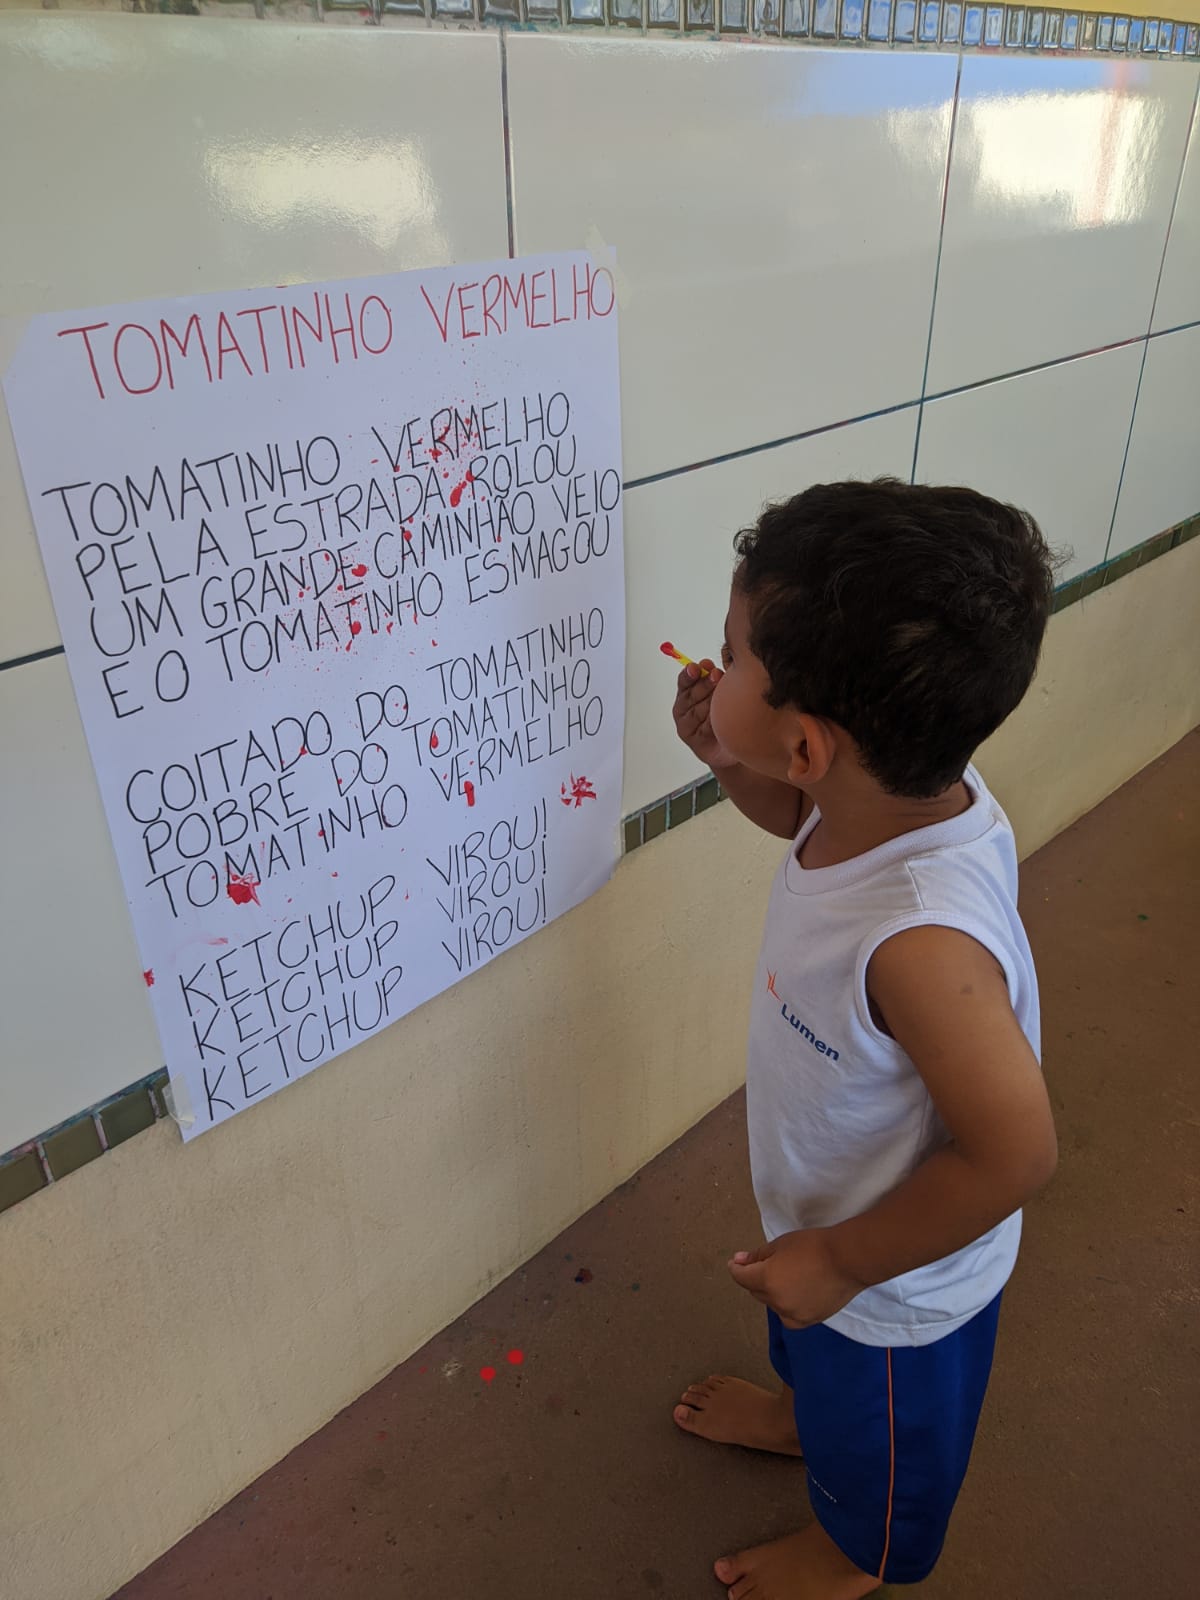 TOMATINHO VERMELHO
TOMATINHO VERMELHO
PELA ESTRADA ROLOU
UM GRANDE CAMINHÃO VEIO
E O TOMATINHO ESMAGOU
COITADO DO TOMATINHO
POBRE DO TOMATINHO
TOMATINHO VERMELHO
KETCHUP VIROU!
KETCHUP VIROU!
KETCHUP VIROU!
Lumen